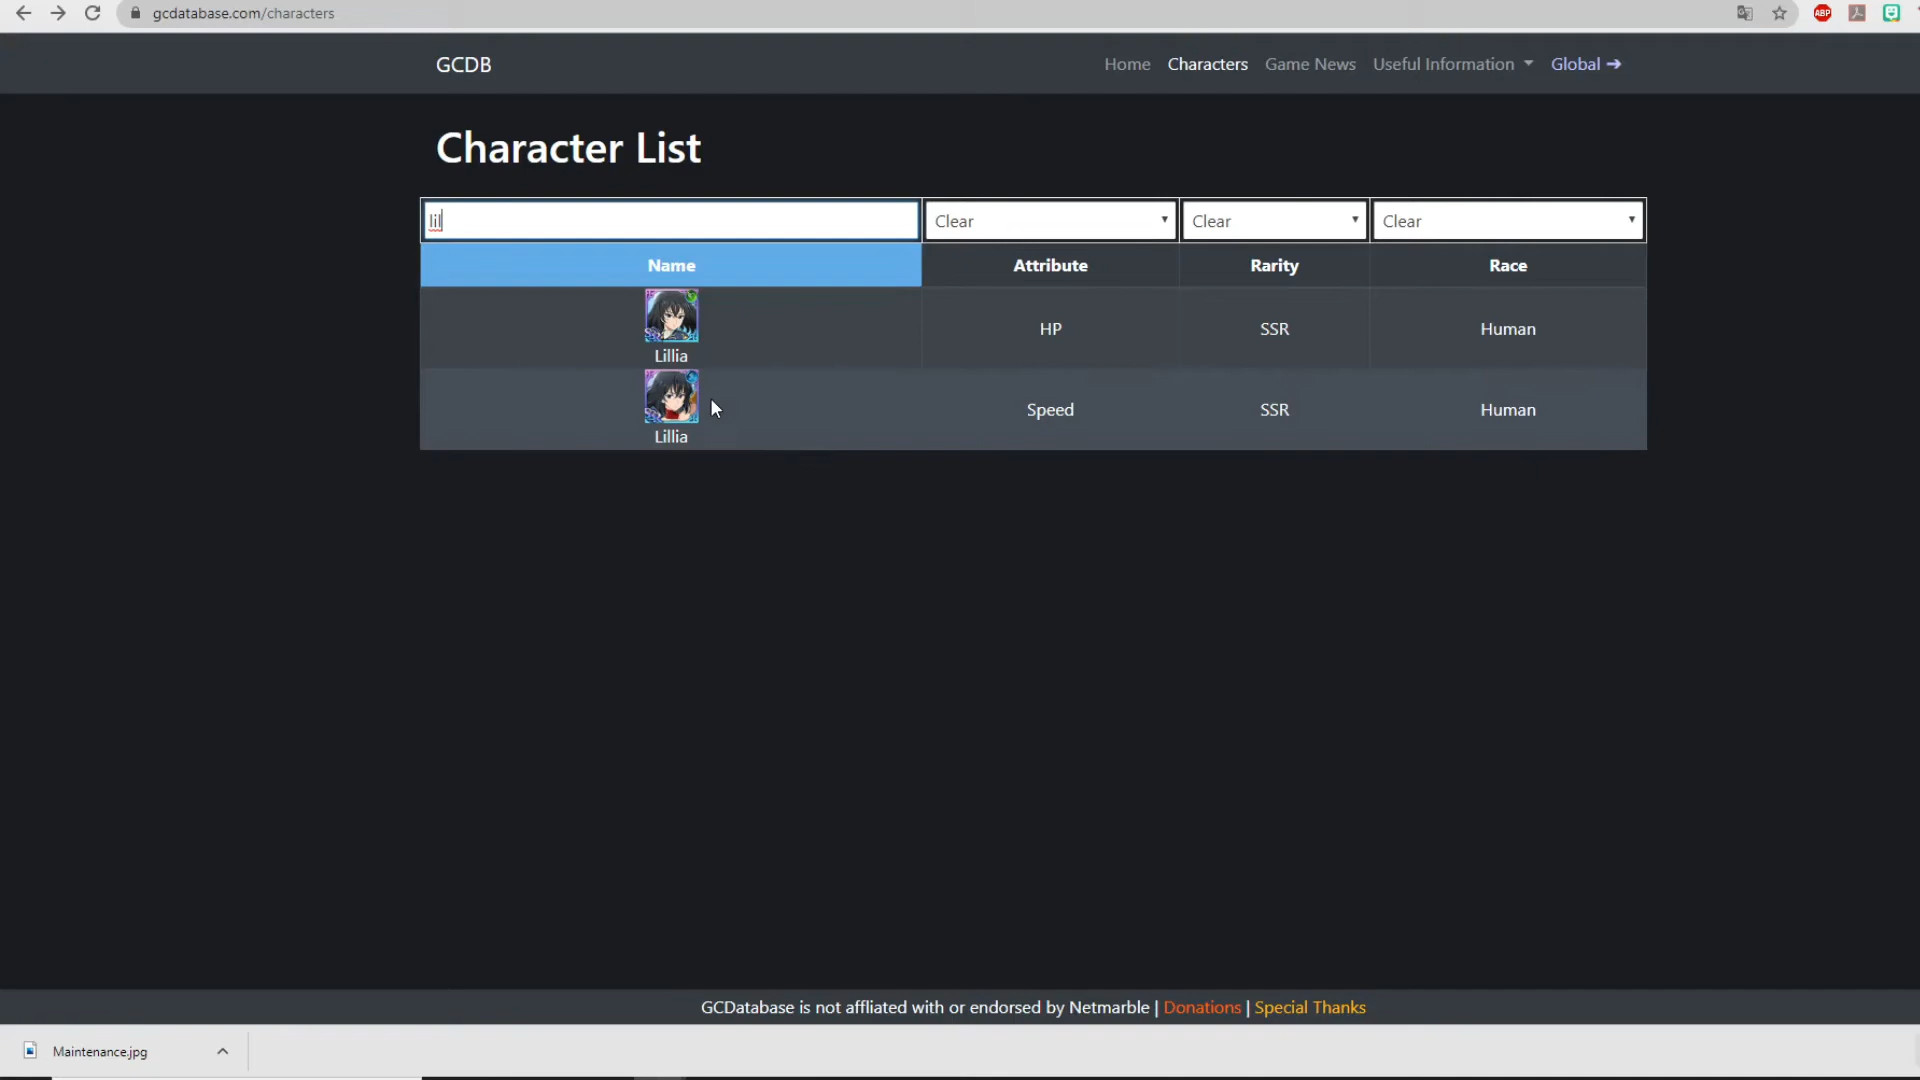 gcdatabase.com/characters
ABP
GCDB
Home Characters Game News Useful Information Global →
Character List
lil Clear Clear Clear
Name Attribute Rarity Race
Lillia HP SSR Human
Lillia Speed SSR Human
GCDatabase is not affliated with or endorsed by Netmarble | Donations | Special Thanks
Maintenance.jpg